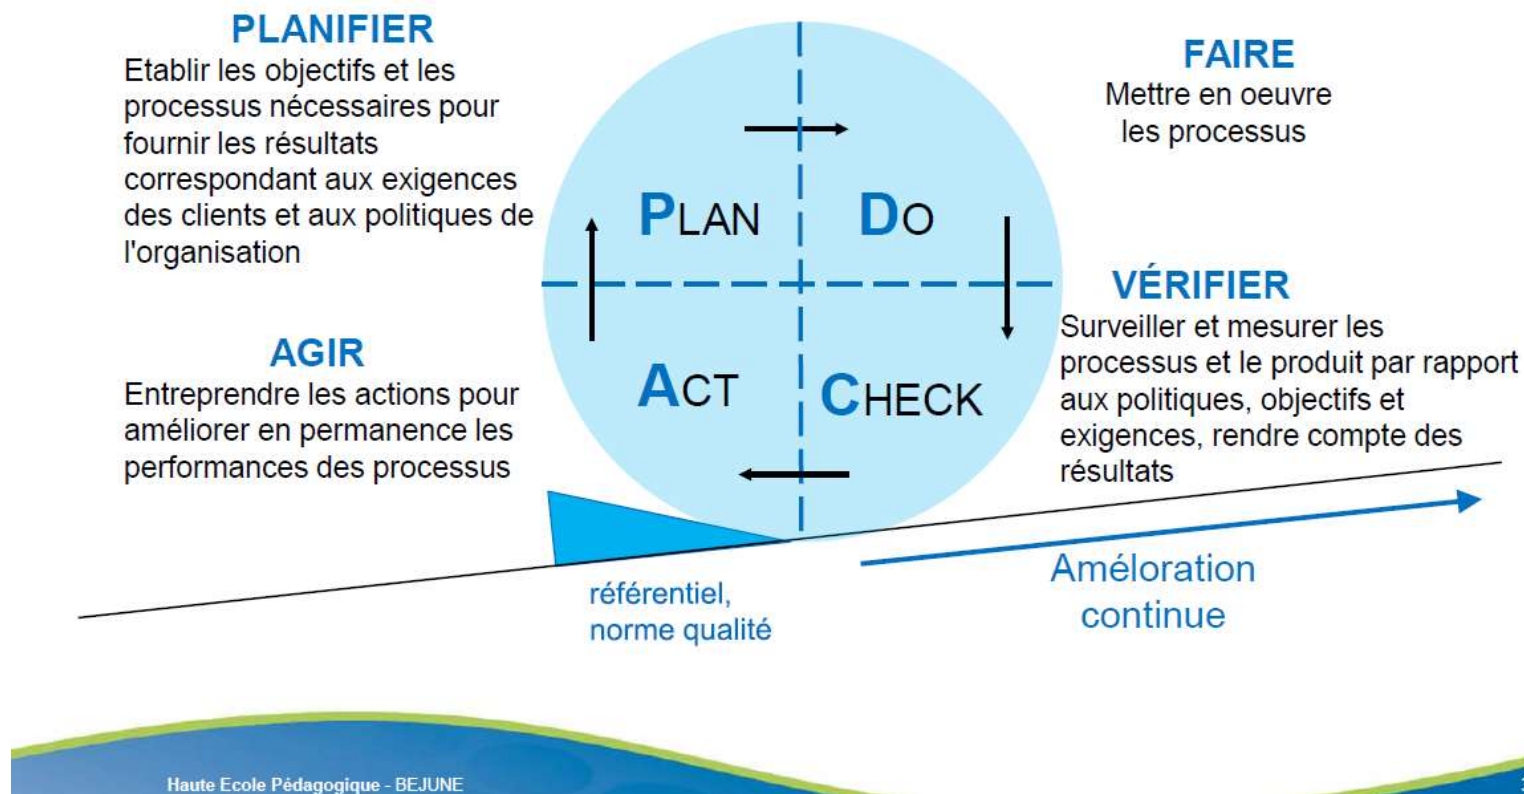 PLANIFIER
Etablir les objectifs et les
processus nécessaires pour
fournir les résultats
correspondant aux exigences
des clients et aux politiques de
l'organisation
FAIRE
Mettre en oeuvre
les processus
PLAN
DO
AGIR
Entreprendre les actions pour
améliorer en permanence les
performances des processus
ACT
CHECK
VÉRIFIER
Surveiller et mesurer les
processus et le produit par rapport
aux politiques, objectifs et
exigences, rendre compte des
résultats
référentiel,
norme qualité
Améloration
continue
Haute Ecole Pédagogique - BEJUNE